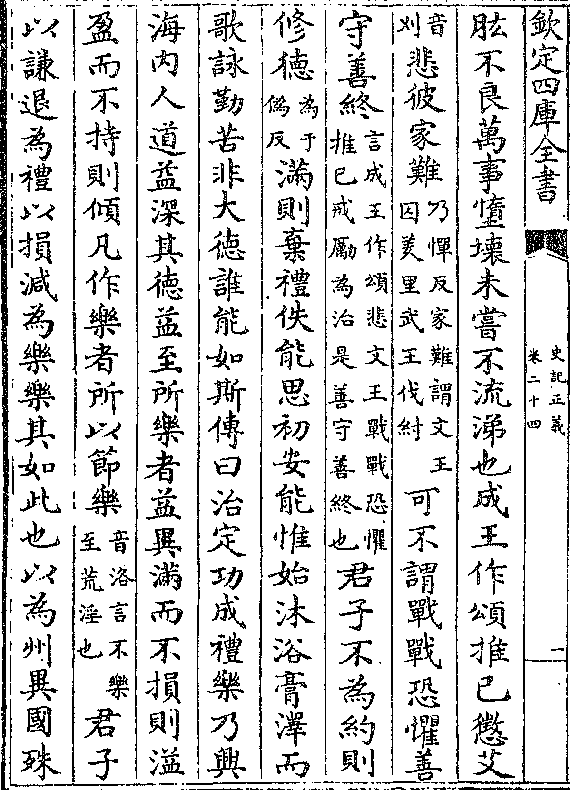 欽定四庫全書
史記正義
卷二十四
一
肱不良萬事墮壞未嘗不流涕也成王作頌推已懲艾
音刈悲彼家難乃憚反家難謂文王囚羑里武王伐紂可不謂戰戰恐懼善
守善終言成王作頌悲文王戰戰恐懼推已戒勵為治是善守善終也君子不為約則
修德為于偽反滿則棄禮佚能思初安能惟始沐浴膏澤而
歌詠勤苦非大德誰能如斯傳曰治定功成禮樂乃興
海内人道益深其德益至所樂者益異滿而不損則溢
盈而不持則傾凡作樂者所以節樂音洛言不樂至荒淫也君子
以謙退為禮以損減為樂樂其如此也以為州異國殊